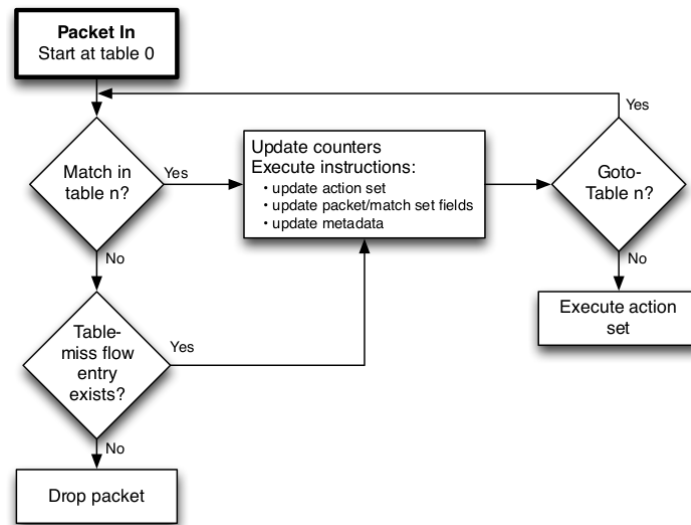 Packet In
Start at table 0
Yes
Match in
table n?
Yes
Update counters
Execute instructions:
• update action set
• update packet/match set fields
• update metadata
Goto-
Table n?
No
No
Execute action
set
Table-
miss flow
entry
exists?
Yes
No
Drop packet